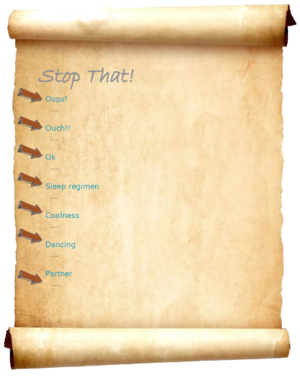 Stop That!
Oops!
...
Ouch!!
...
Ok
...
Sleep regimen
...
Coolness
...
Dancing
...
Partner
...